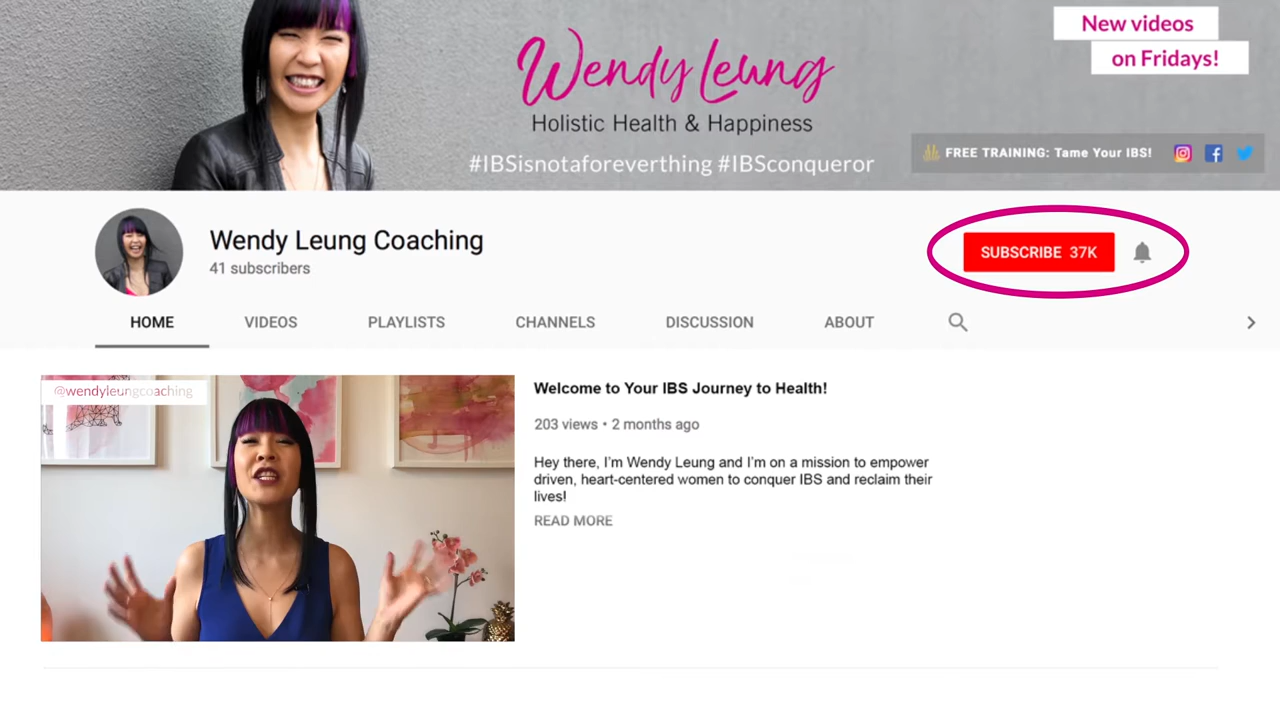 New videos
on Fridays!
Wendy Leung
Holistic Health & Happiness
#IBSisnotaforeverthing #IBSconqueror
FREE TRAINING: Tame Your IBS!
Wendy Leung Coaching
41 subscribers
SUBSCRIBE 37K
HOME VIDEOS PLAYLISTS CHANNELS DISCUSSION ABOUT
@wendyleungcoaching
Welcome to Your IBS Journey to Health!
203 views • 2 months ago
Hey there, I'm Wendy Leung and I'm on a mission to empower
driven, heart-centered women to conquer IBS and reclaim their
lives!
READ MORE